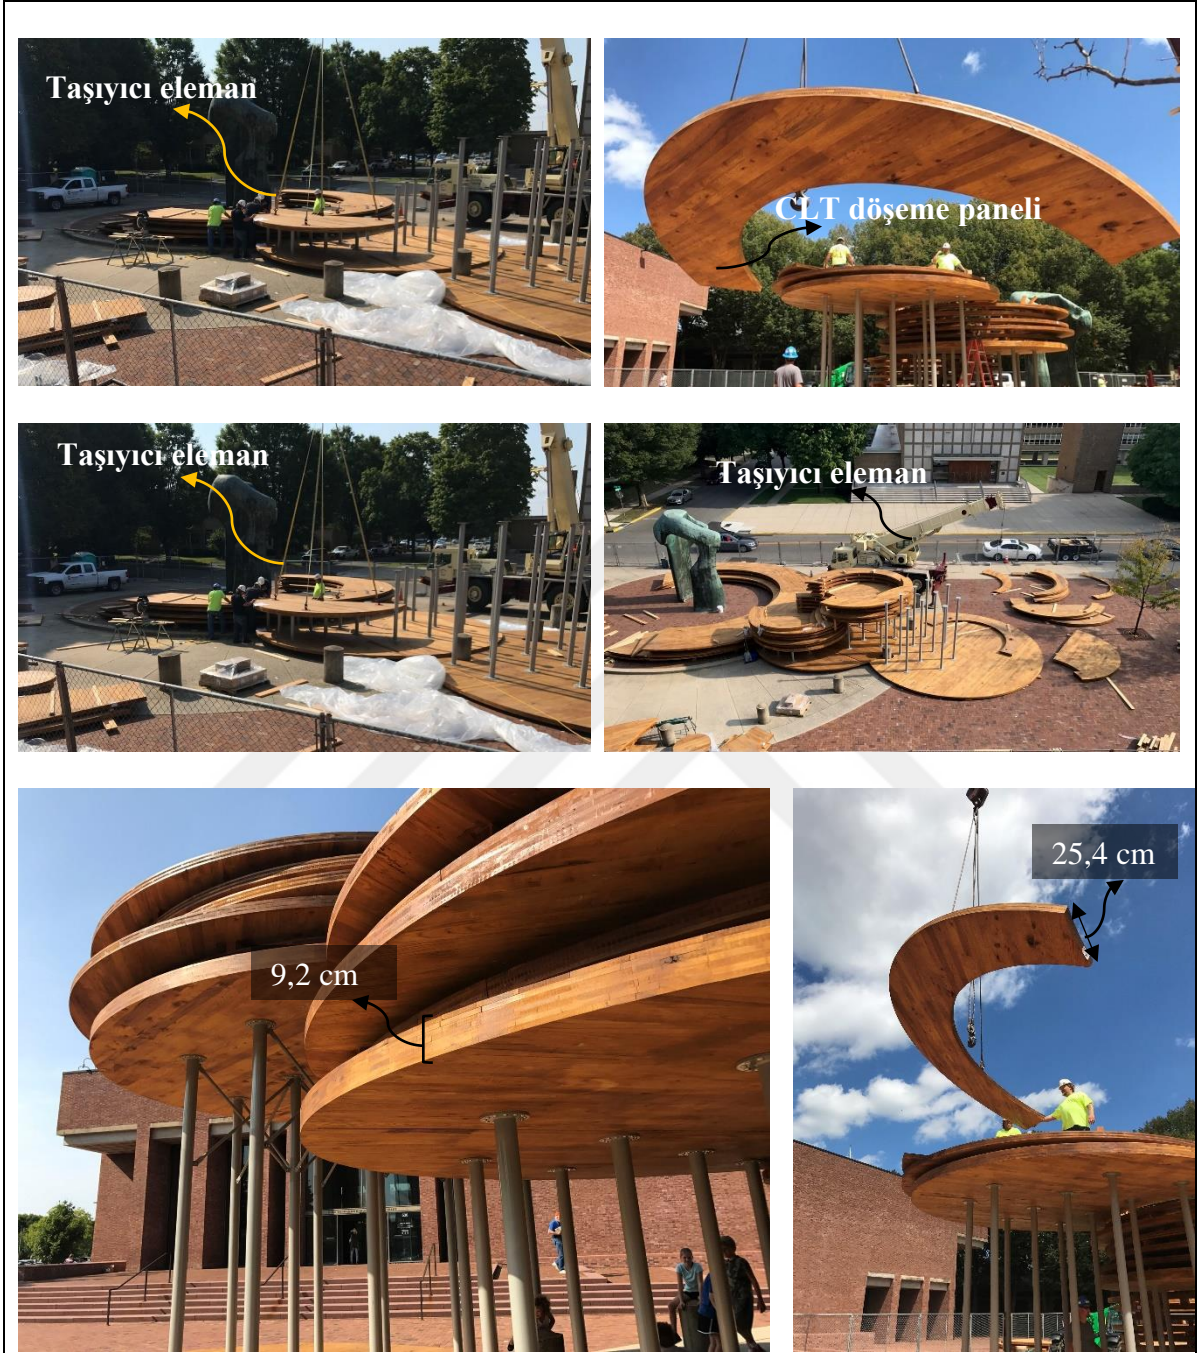 Taşıyıcı eleman
CLT döşeme paneli
Taşıyıcı eleman
Taşıyıcı eleman
9,2 cm
25,4 cm